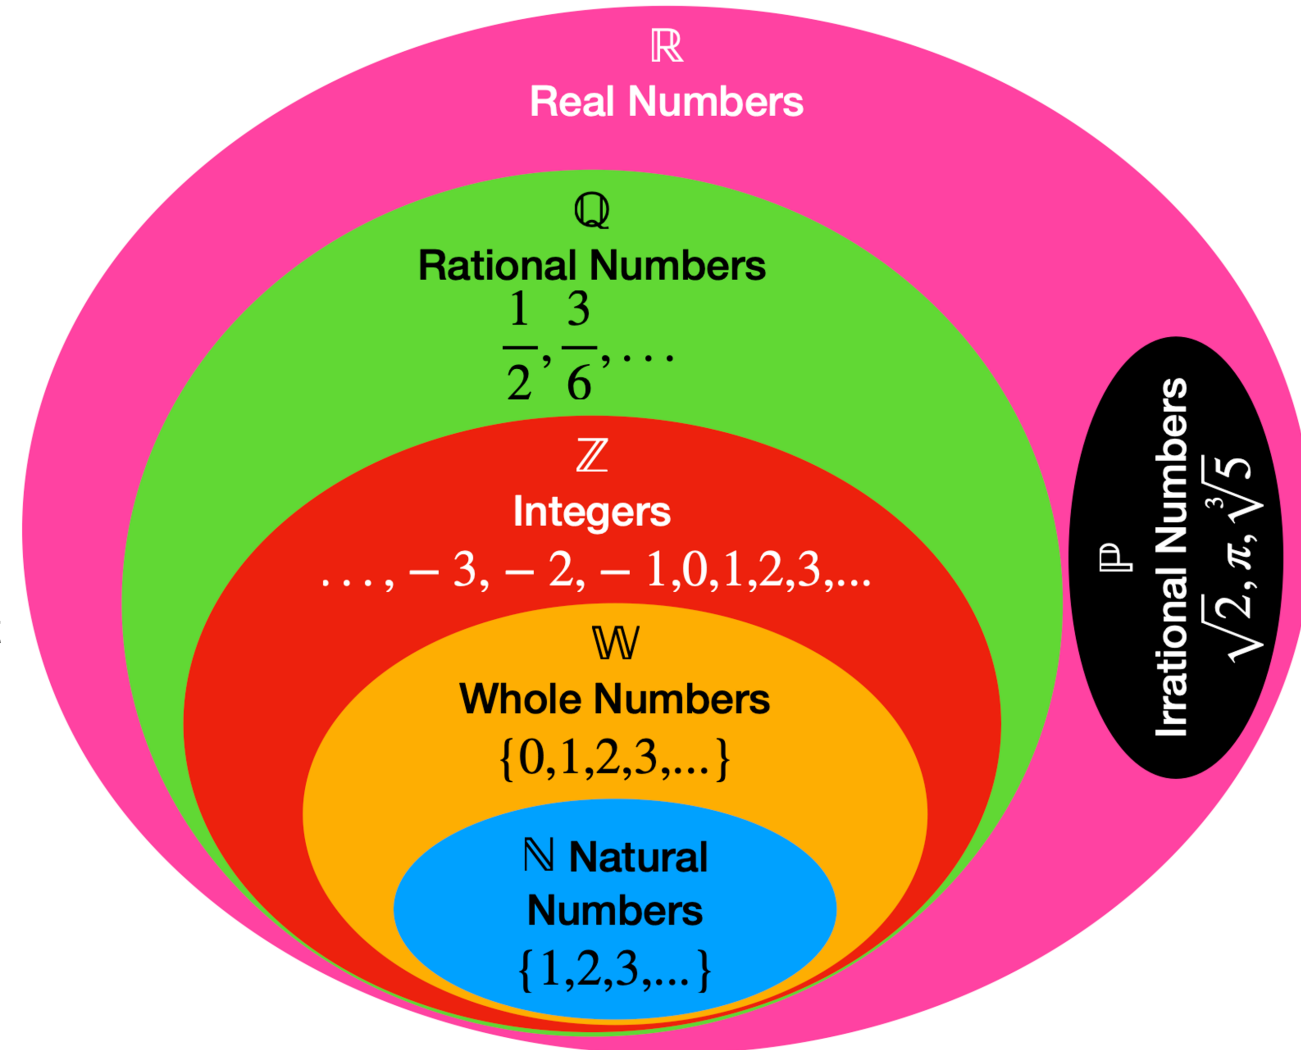 ℝ
Real Numbers
ℚ
Rational Numbers
1/2, 3/6, . . .
ℤ
Integers
. . . , − 3, − 2, − 1,0,1,2,3,...
𝕎
Whole Numbers
{0,1,2,3,...}
ℕ Natural
Numbers
{1,2,3,...}
ℙ
Irrational Numbers
√2, π, ∛5